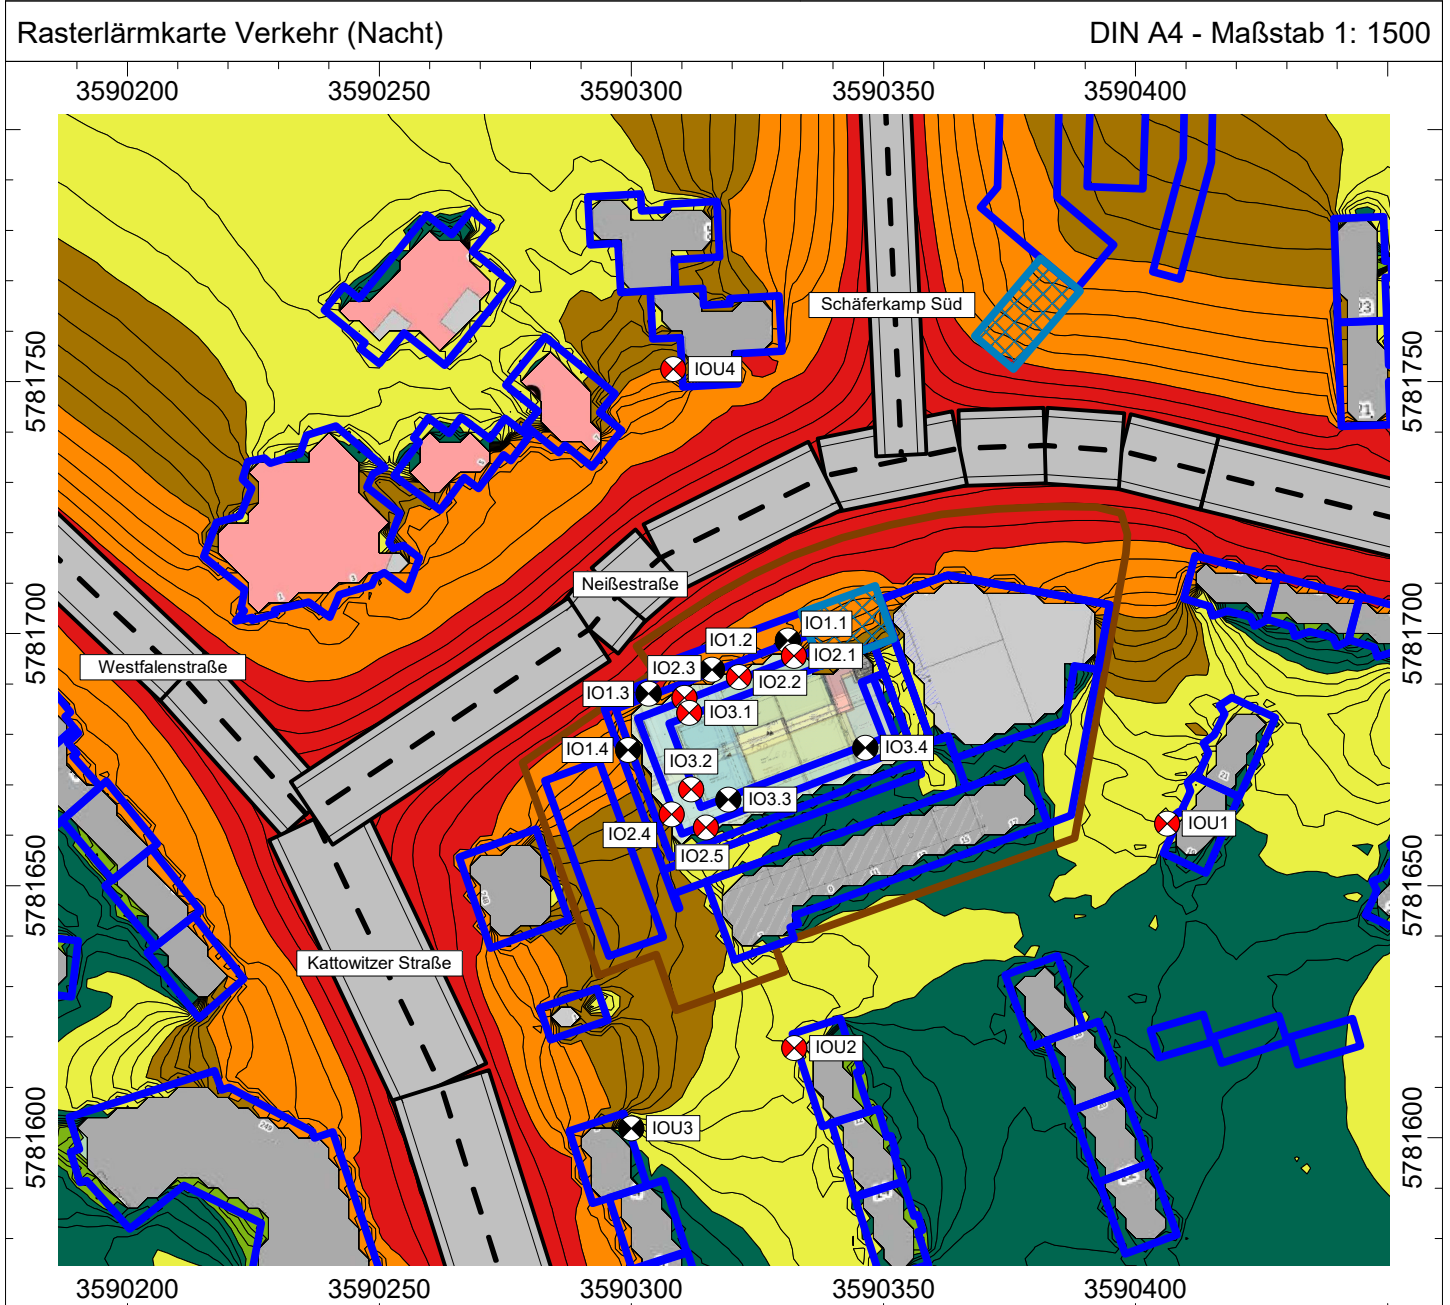 Rasterlärmkarte Verkehr (Nacht)
DIN A4 - Maßstab 1: 1500
3590200 3590250 3590300 3590350 3590400
5781750
5781700
5781650
5781600
5781750
5781700
5781650
5781600
Schäferkamp Süd
IOU4
Neißestraße
Westfalenstraße
IO1.1
IO1.2
IO2.1
IO2.3
IO2.2
IO1.3
IO3.1
IO1.4
IO3.4
IO3.2
IO3.3
IO2.4
IO2.5
IOU1
Kattowitzer Straße
IOU2
IOU3
23
21
21
3590200 3590250 3590300 3590350 3590400